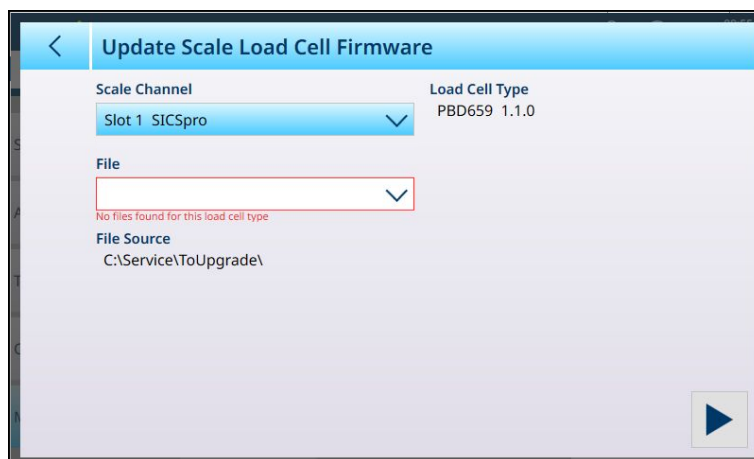 Update Scale Load Cell Firmware
Scale Channel
Slot 1 SICSpro
Load Cell Type
PBD659 1.1.0
File
No files found for this load cell type
File Source
C:\Service\ToUpgrade\